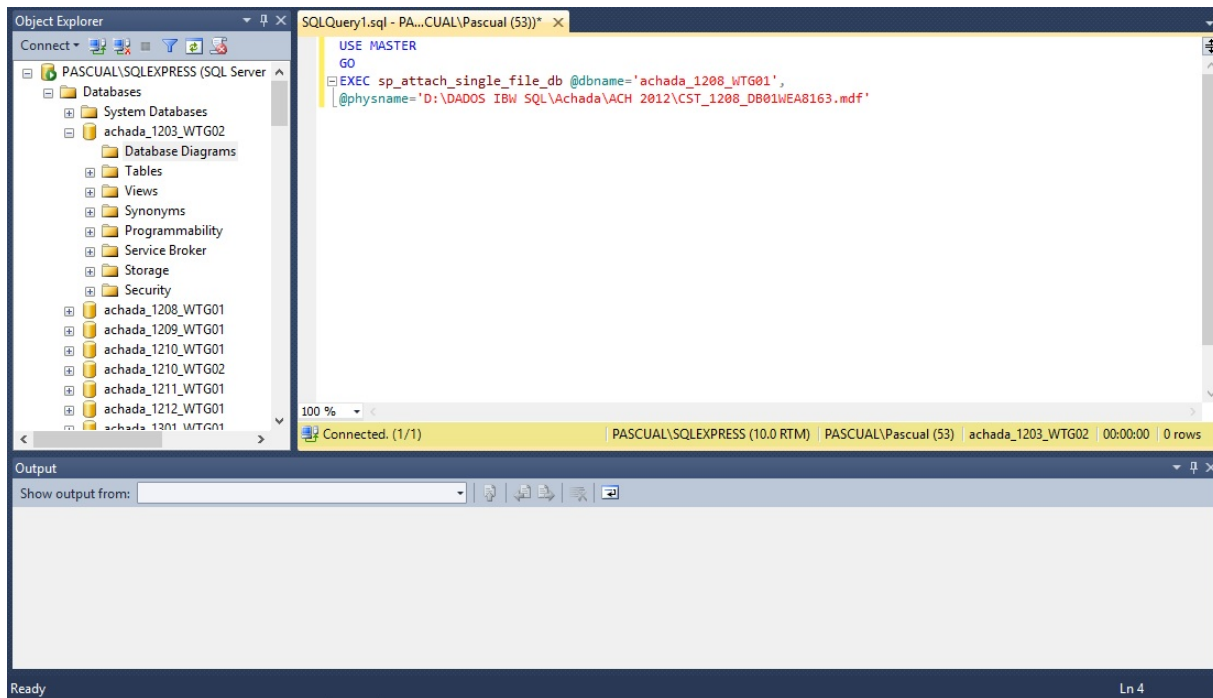 Object Explorer
Connect
PASCUAL\SQLEXPRESS (SQL Server
Databases
System Databases
achada_1203_WTG02
Database Diagrams
Tables
Views
Synonyms
Programmability
Service Broker
Storage
Security
achada_1208_WTG01
achada_1209_WTG01
achada_1210_WTG01
achada_1210_WTG02
achada_1211_WTG01
achada_1212_WTG01
achada_1301_WTG01
SQLQuery1.sql - PA...CUAL\Pascual (53))*
USE MASTER
GO
EXEC sp_attach_single_file_db @dbname='achada_1208_WTG01',
@physname='D:\DADOS IBW SQL\Achada\ACH 2012\CST_1208_DB01WEA8163.mdf'
100 %
Connected. (1/1) PASCUAL\SQLEXPRESS (10.0 RTM) PASCUAL\Pascual (53) achada_1203_WTG02 00:00:00 0 rows
Output
Show output from:
Ready Ln 4